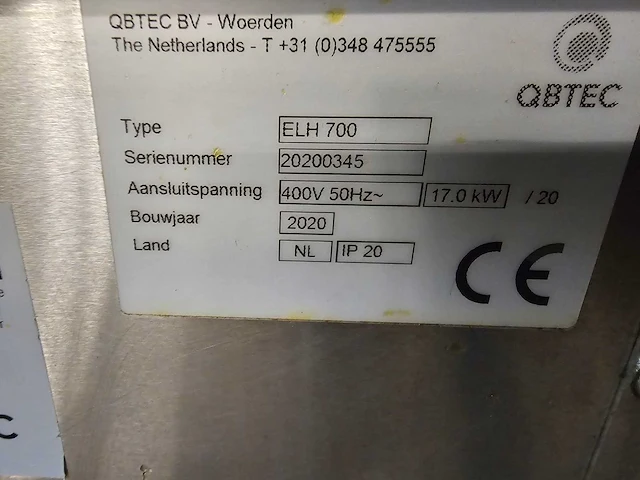 QBTEC BV - Woerden
The Netherlands - T +31 (0)348 475555
QBTEC
Type ELH 700
Serienummer 20200345
Aansluitspanning 400V 50Hz~ 17.0 kW / 20
Bouwjaar 2020
Land NL IP 20
CE
C